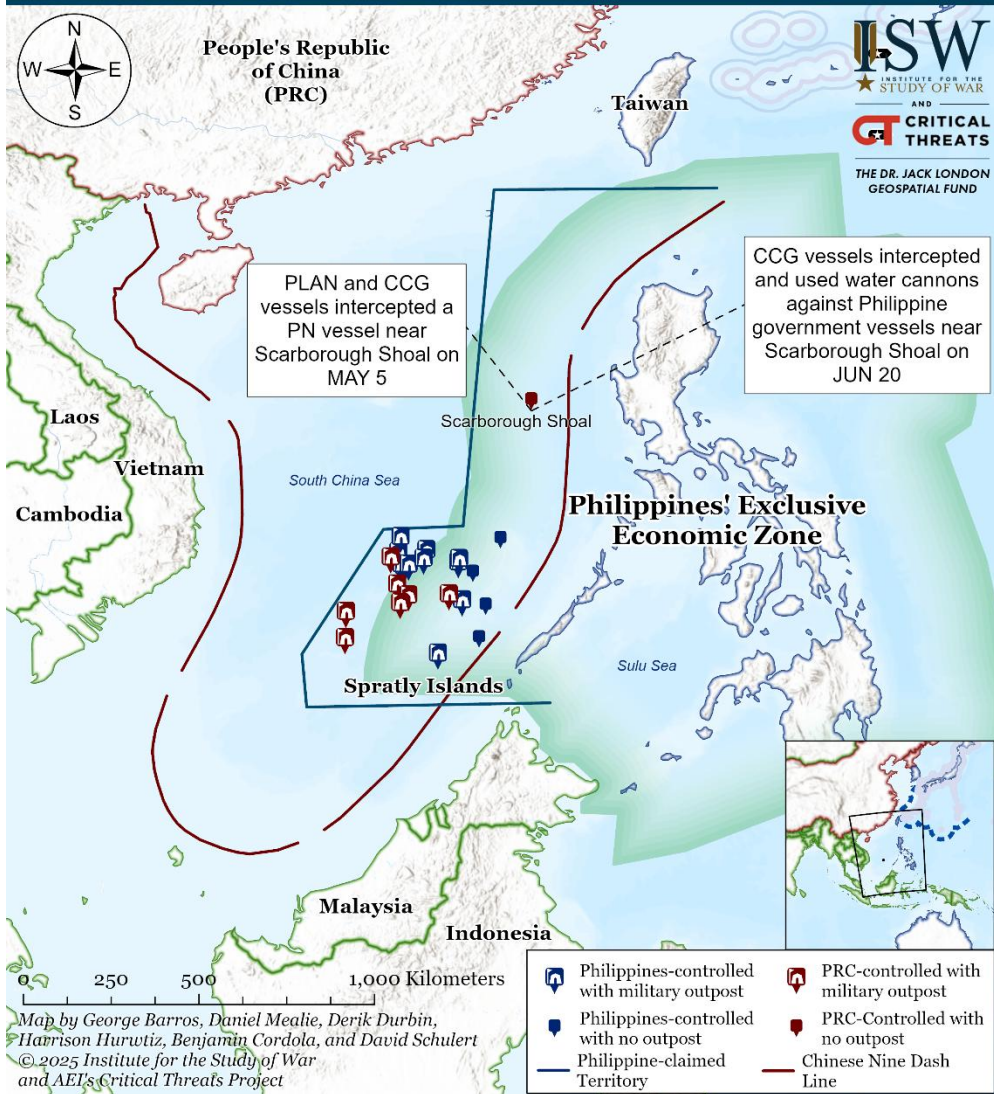 N
W
E
S
People's Republic
of China
(PRC)
Taiwan
ISW
INSTITUTE FOR THE
STUDY OF WAR
AND
CT CRITICAL
THREATS
THE DR. JACK LONDON
GEOSPATIAL FUND
PLAN and CCG
vessels intercepted a
PN vessel near
Scarborough Shoal on
MAY 5
CCG vessels intercepted
and used water cannons
against Philippine
government vessels near
Scarborough Shoal on
JUN 20
Scarborough Shoal
Laos
Vietnam
Cambodia
South China Sea
Philippines' Exclusive
Economic Zone
Spratly Islands
Sulu Sea
Malaysia
Indonesia
0 250 500 1,000 Kilometers
Map by George Barros, Daniel Mealie, Derik Durbin,
Harrison Hurwtiz, Benjamin Cordola, and David Schulert
© 2025 Institute for the Study of War
and AEI's Critical Threats Project
Philippines-controlled
with military outpost
Philippines-controlled
with no outpost
Philippine-claimed
Territory
PRC-controlled with
military outpost
PRC-Controlled with
no outpost
Chinese Nine Dash
Line